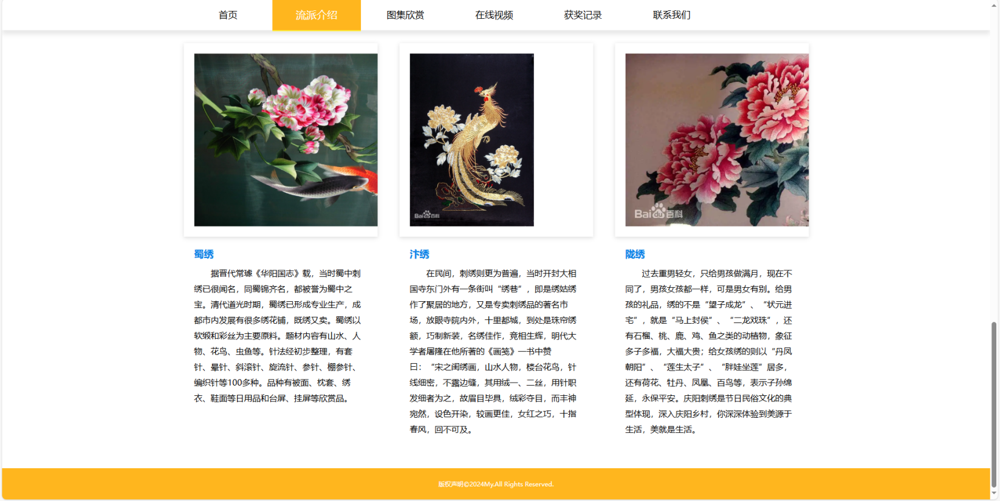 首页 流派介绍 图集欣赏 在线视频 获奖记录 联系我们
Bai du 百科
Bai du 百科
蜀绣
据晋代常璩《华阳国志》载，当时蜀中刺
绣已很闻名，同蜀锦齐名，都被誉为蜀中之
宝。清代道光时期，蜀绣已形成专业生产，成
都市内发展有很多绣花铺，既绣又卖。蜀绣以
软缎和彩丝为主要原料。题材内容有山水、人
物、花鸟、虫鱼等。针法经初步整理，有套
针、晕针、斜滚针、旋流针、参针、棚参针、
编织针等100多种。品种有被面、枕套、绣
衣、鞋面等日用品和台屏、挂屏等欣赏品。
汴绣
在民间，刺绣则更为普遍，当时开封大相
国寺东门外有一条街叫“绣巷”，即是绣姑绣
作了聚居的地方，又是专卖刺绣品的著名市
场，放眼寺院内外，十里都城，到处是珠帘绣
额，巧制新装，名绣佳作，竞相生辉，明代大
学者屠隆在他所著的《画笺》一书中赞
曰：“宋之闺绣画，山水人物，楼台花鸟，针
线细密，不露边缝，其用绒一、二丝，用针职
发细者为之，故眉目毕具，绒彩夺目，而丰神
宛然，设色开染，较画更佳，女红之巧，十指
春风，回不可及。
陇绣
过去重男轻女，只给男孩做满月，现在不
同了，男孩女孩都一样，可是男女有别。给男
孩的礼品，绣的不是“望子成龙”、“状元进
宅”，就是“马上封侯”、“二龙戏珠”，还
有石榴、桃、鹿、鸡、鱼之类的动植物，象征
多子多福，大福大贵；给女孩绣的则以“丹凤
朝阳”、“莲生太子”、“胖娃坐莲”居多，
还有荷花、牡丹、凤凰、百鸟等，表示子孙绵
延，永保平安。庆阳刺绣是节日民俗文化的典
型体现，深入庆阳乡村，你深深体验到美源于
生活，美就是生活。
版权声明©2024My.All Rights Reserved.